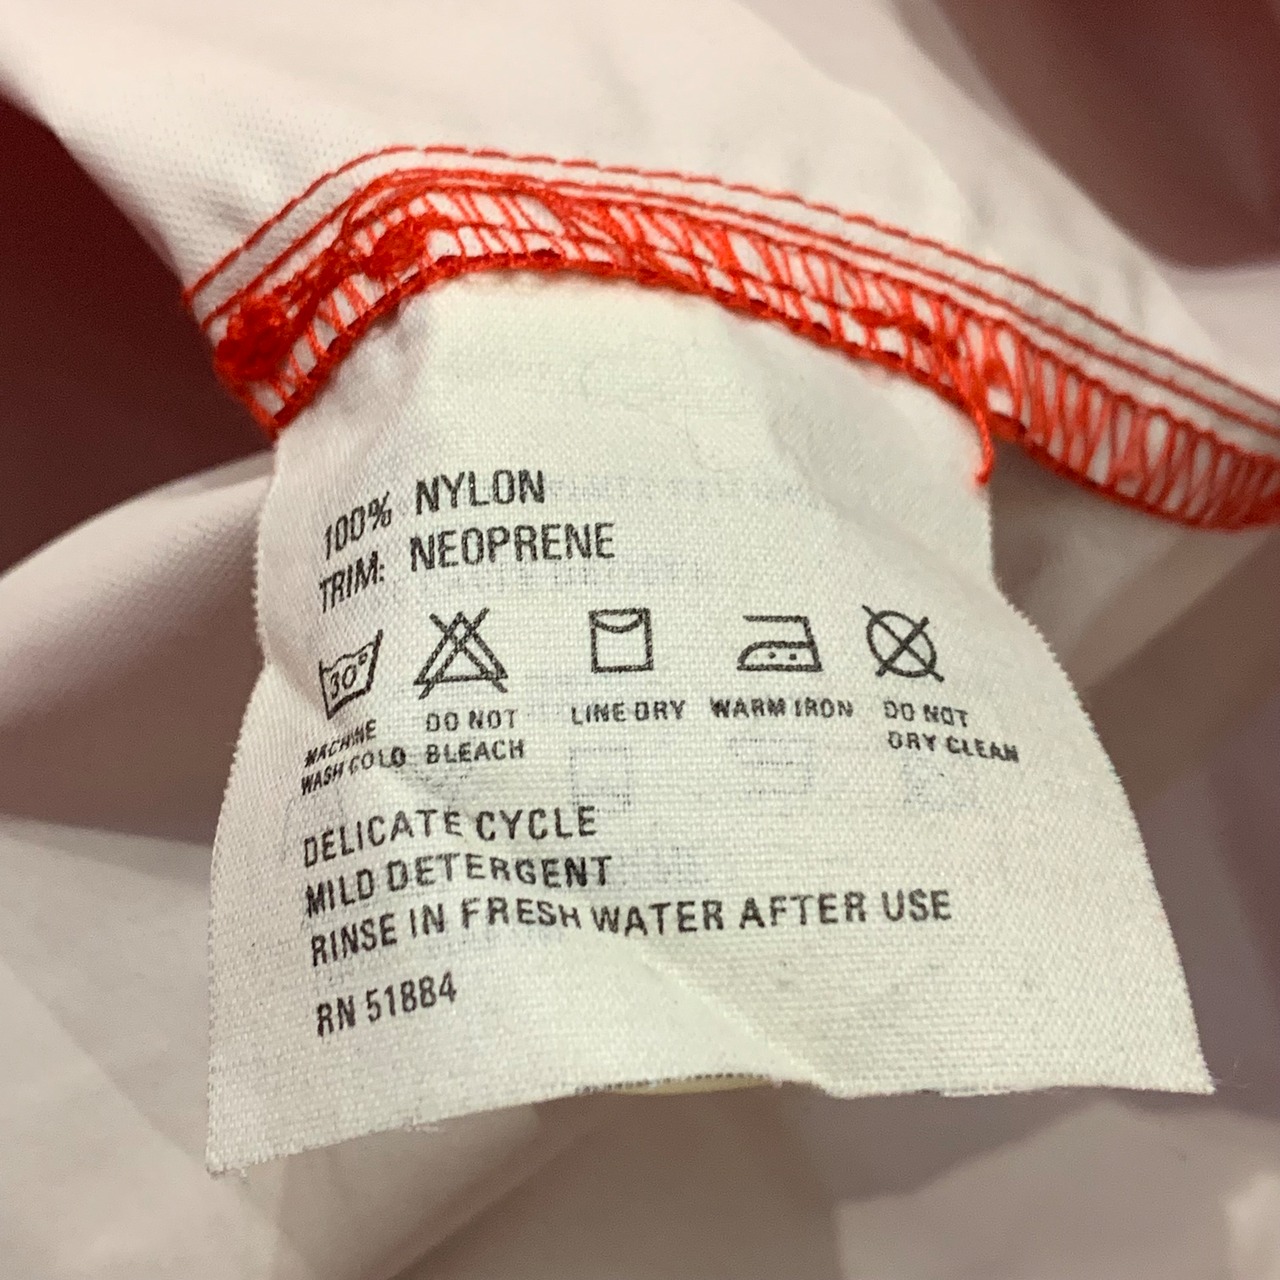 100% NYLON
TRIM: NEOPRENE
30°
MACHINE WASH COLD
DO NOT BLEACH
LINE DRY
WARM IRON
DO NOT DRY CLEAN
DELICATE CYCLE
MILD DETERGENT
RINSE IN FRESH WATER AFTER USE
RN 51884